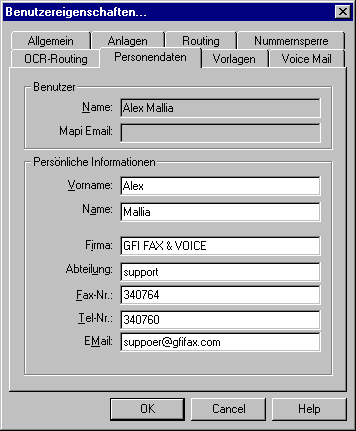 Benutzereigenschaften...
Allgemein Anlagen Routing Nummernsperre
OCR-Routing Personendaten Vorlagen Voice Mail
Benutzer
Name: Alex Mallia
Mapi Email:
Persönliche Informationen
Vorname: Alex
Name: Mallia
Firma: GFI FAX & VOICE
Abteilung: support
Fax-Nr.: 340764
Tel-Nr.: 340760
EMail: suppoer@gfifax.com
OK Cancel Help